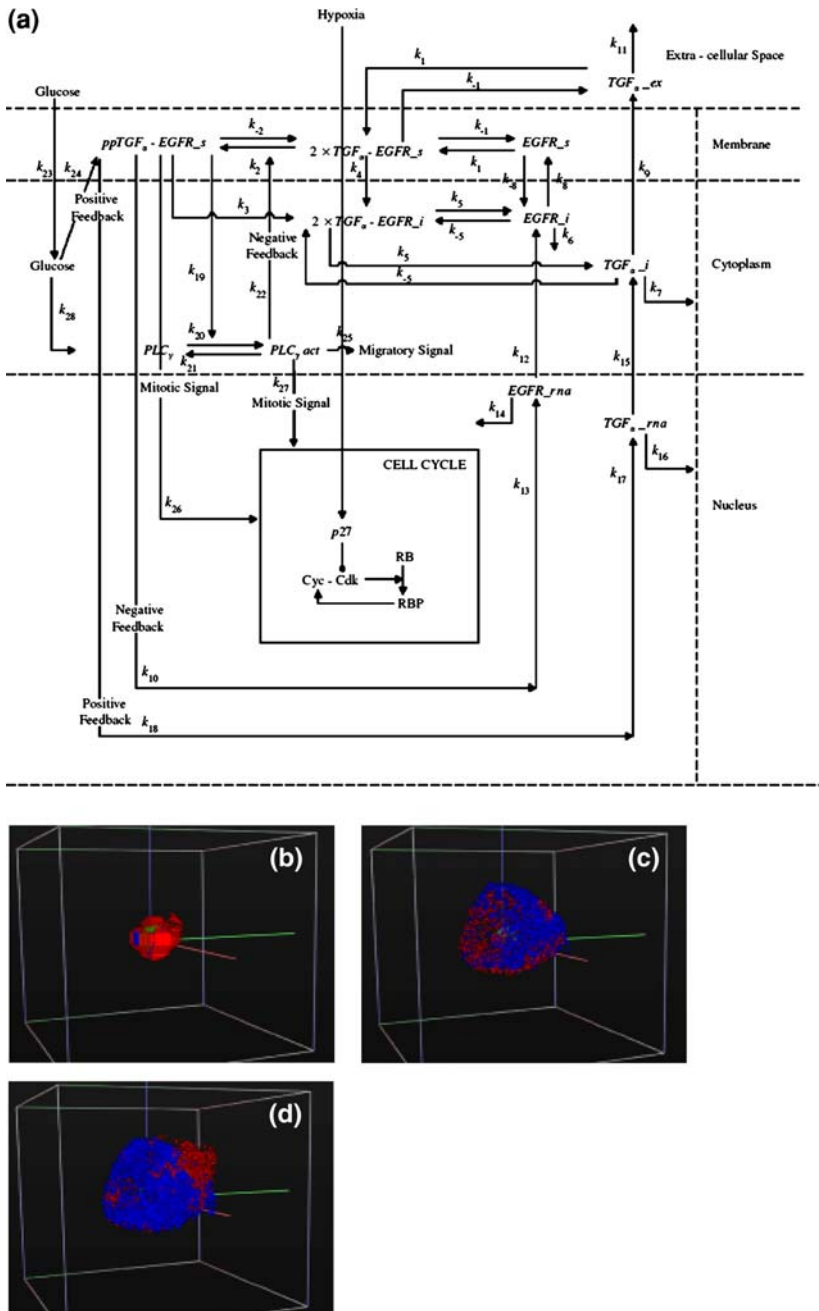 (a)
Hypoxia
k1
k11
Extra - cellular Space
Glucose
k-1
TGFα_ex
ppTGFα - EGFR_s
k-2
k2
2 × TGFα - EGFR_s
k-1
k1
EGFR_s
Membrane
k23
k24
k4
k-8
k8
k9
Positive
Feedback
k3
2 × TGFα - EGFR_i
k5
k-5
EGFR_i
k6
Negative
Feedback
Glucose
k5
k-5
TGFα_i
Cytoplasm
k19
k22
k7
k28
k20
k25
PLCγ
PLCγ act
Migratory Signal
k21
k12
k15
k27
Mitotic Signal
Mitotic Signal
EGFR_rna
k14
TGFα_rna
k16
CELL CYCLE
k13
k17
Nucleus
k26
p27
RB
Cyc - Cdk
RBP
Negative
Feedback
k10
Positive
Feedback
k18
(b)
(c)
(d)